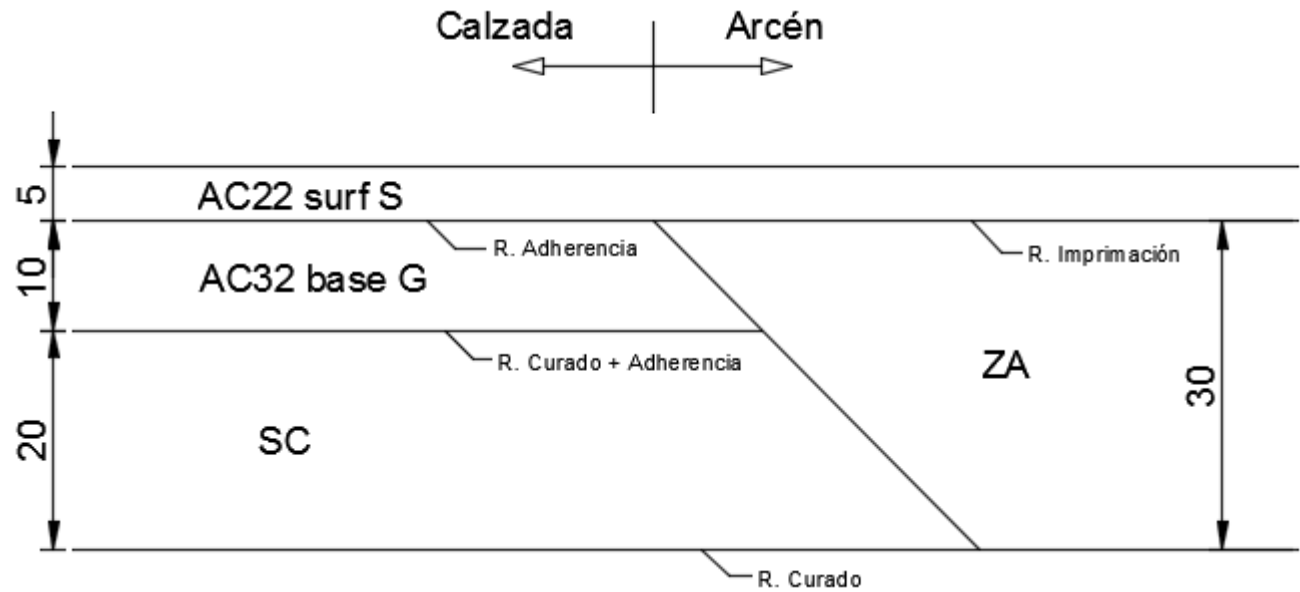 Calzada
Arcén
5
AC22 surf S
R. Adherencia
R. Imprimación
10
AC32 base G
R. Curado + Adherencia
ZA
30
20
SC
R. Curado